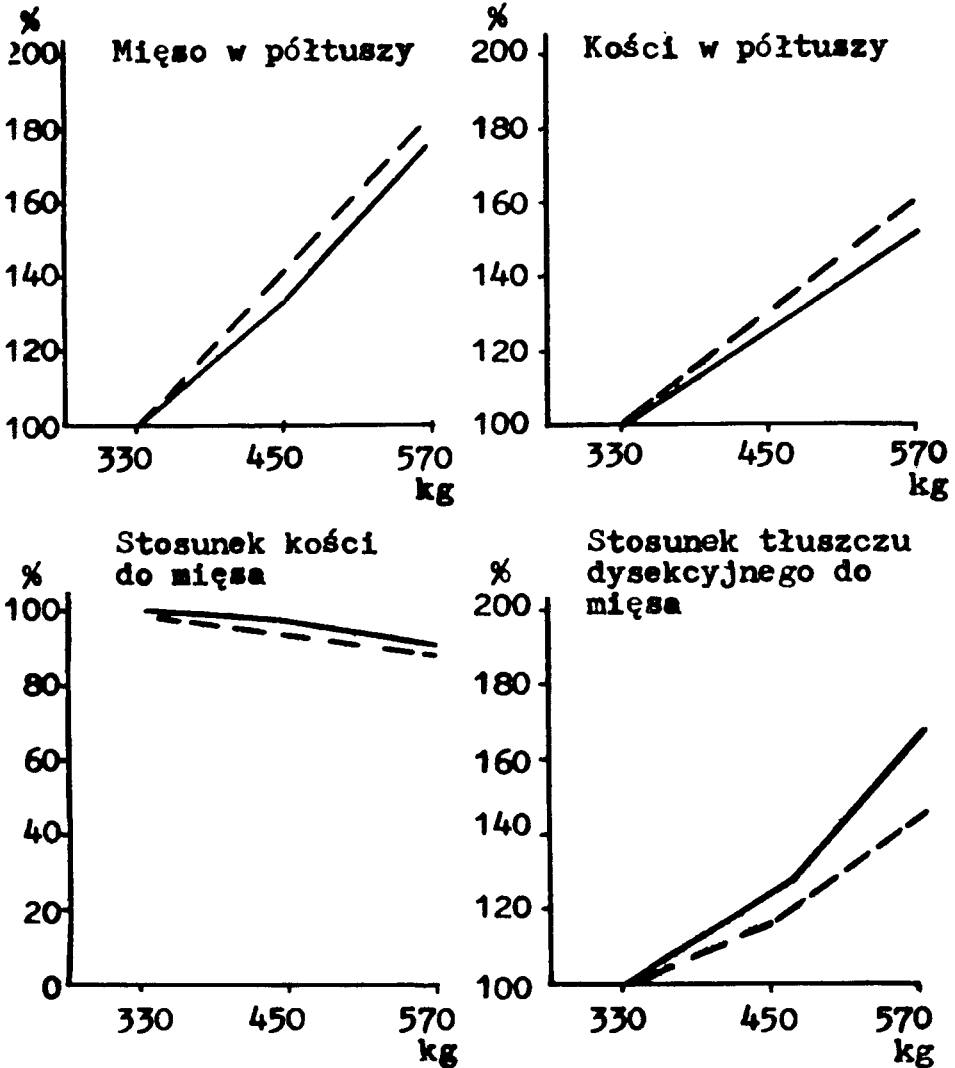 %
200
Mięso w półtuszy
180
160
140
120
100
330 450 570
kg
%
200
Kości w półtuszy
180
160
140
120
100
330 450 570
kg
Stosunek kości
do mięsa
%
100
80
60
40
20
0
330 450 570
kg
Stosunek tłuszczu
dysekcyjnego do
mięsa
%
200
180
160
140
120
100
330 450 570
kg